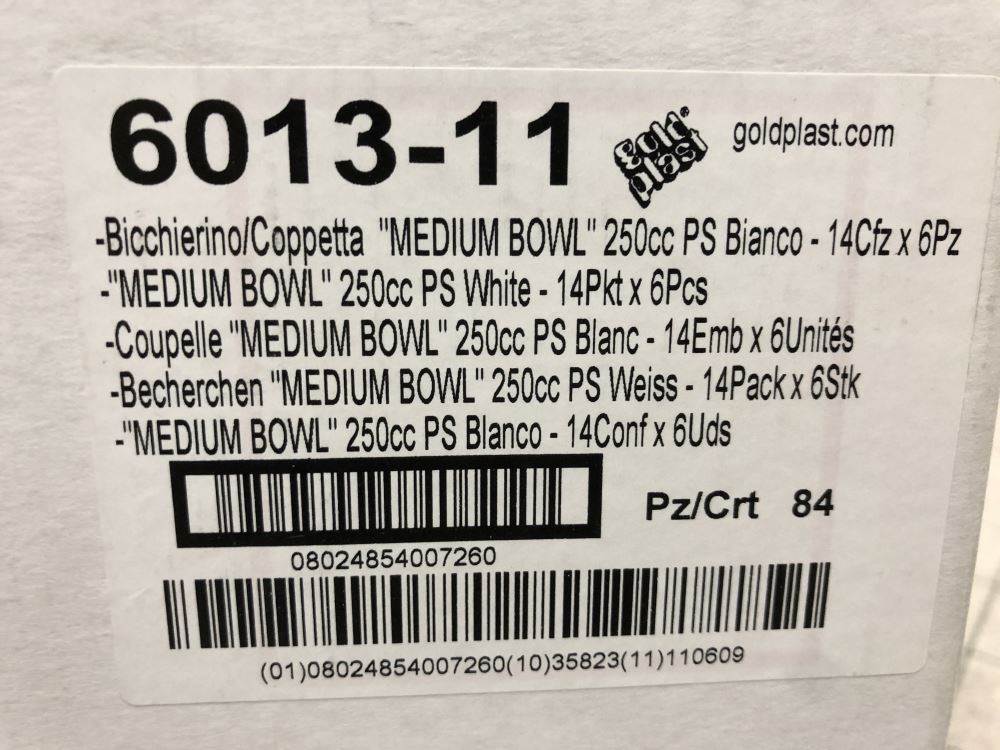 6013-11
gold plast®
goldplast.com
-Bicchierino/Coppetta "MEDIUM BOWL" 250cc PS Bianco - 14Cfz x 6Pz
-"MEDIUM BOWL" 250cc PS White - 14Pkt x 6Pcs
-Coupelle "MEDIUM BOWL" 250cc PS Blanc - 14Emb x 6Unités
-Becherchen "MEDIUM BOWL" 250cc PS Weiss - 14Pack x 6Stk
-"MEDIUM BOWL" 250cc PS Blanco - 14Conf x 6Uds
Pz/Crt 84
08024854007260
(01)08024854007260(10)35823(11)110609